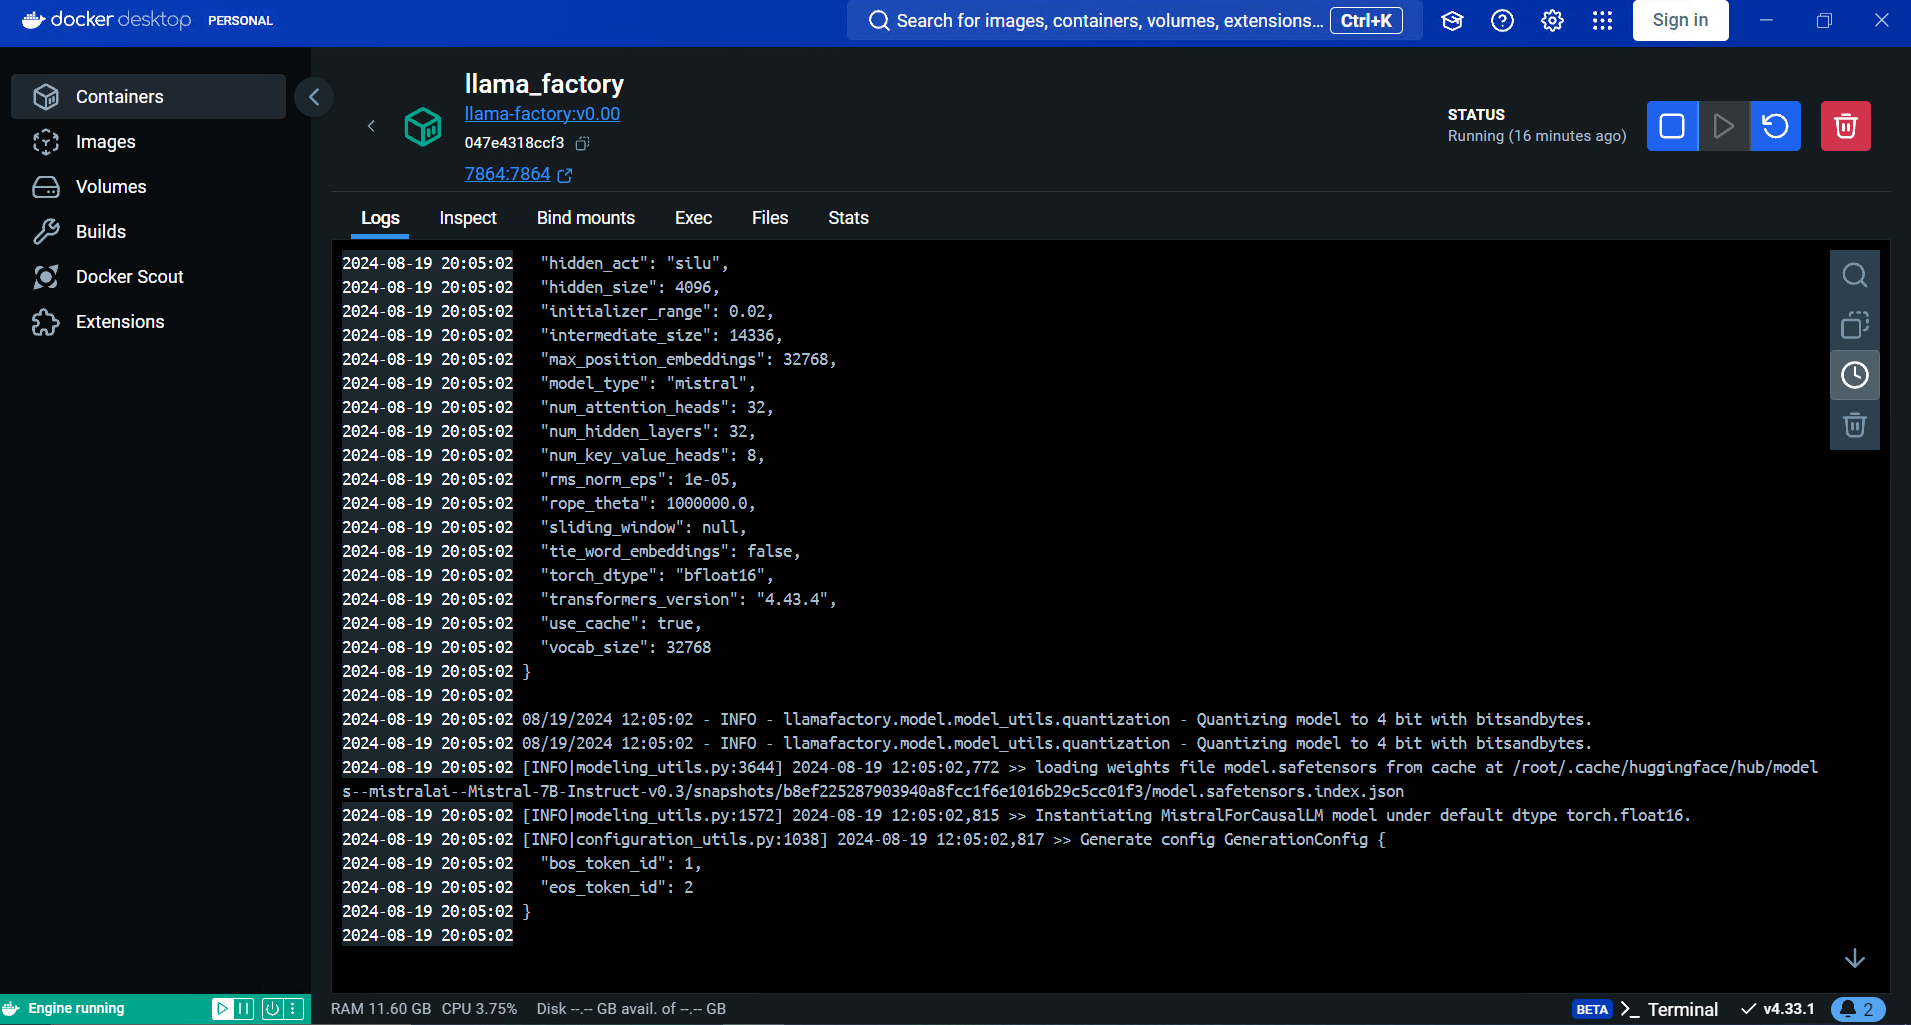 docker desktop PERSONAL
Search for images, containers, volumes, extensions... Ctrl+K
Sign in
Containers
Images
Volumes
Builds
Docker Scout
Extensions
llama_factory
llama-factory:v0.00
047e4318ccf3
7864:7864
STATUS
Running (16 minutes ago)
Logs Inspect Bind mounts Exec Files Stats
2024-08-19 20:05:02   "hidden_act": "silu",
2024-08-19 20:05:02   "hidden_size": 4096,
2024-08-19 20:05:02   "initializer_range": 0.02,
2024-08-19 20:05:02   "intermediate_size": 14336,
2024-08-19 20:05:02   "max_position_embeddings": 32768,
2024-08-19 20:05:02   "model_type": "mistral",
2024-08-19 20:05:02   "num_attention_heads": 32,
2024-08-19 20:05:02   "num_hidden_layers": 32,
2024-08-19 20:05:02   "num_key_value_heads": 8,
2024-08-19 20:05:02   "rms_norm_eps": 1e-05,
2024-08-19 20:05:02   "rope_theta": 1000000.0,
2024-08-19 20:05:02   "sliding_window": null,
2024-08-19 20:05:02   "tie_word_embeddings": false,
2024-08-19 20:05:02   "torch_dtype": "bfloat16",
2024-08-19 20:05:02   "transformers_version": "4.43.4",
2024-08-19 20:05:02   "use_cache": true,
2024-08-19 20:05:02   "vocab_size": 32768
2024-08-19 20:05:02 }
2024-08-19 20:05:02
2024-08-19 20:05:02 08/19/2024 12:05:02 - INFO - llamafactory.model.model_utils.quantization - Quantizing model to 4 bit with bitsandbytes.
2024-08-19 20:05:02 08/19/2024 12:05:02 - INFO - llamafactory.model.model_utils.quantization - Quantizing model to 4 bit with bitsandbytes.
2024-08-19 20:05:02 [INFO|modeling_utils.py:3644] 2024-08-19 12:05:02,772 >> loading weights file model.safetensors from cache at /root/.cache/huggingface/hub/model
s--mistralai--Mistral-7B-Instruct-v0.3/snapshots/b8ef225287903940a8fcc1f6e1016b29c5cc01f3/model.safetensors.index.json
2024-08-19 20:05:02 [INFO|modeling_utils.py:1572] 2024-08-19 12:05:02,815 >> Instantiating MistralForCausalLM model under default dtype torch.float16.
2024-08-19 20:05:02 [INFO|configuration_utils.py:1038] 2024-08-19 12:05:02,817 >> Generate config GenerationConfig {
2024-08-19 20:05:02   "bos_token_id": 1,
2024-08-19 20:05:02   "eos_token_id": 2
2024-08-19 20:05:02 }
2024-08-19 20:05:02
Engine running
RAM 11.60 GB CPU 3.75% Disk --.-- GB avail. of --.-- GB
BETA >_ Terminal v4.33.1 2